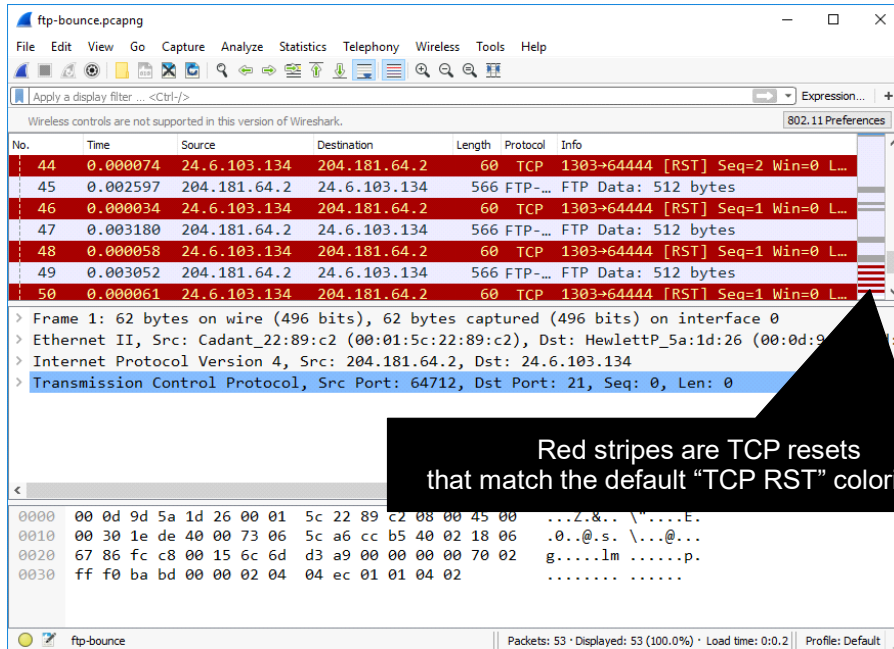 ftp-bounce.pcapng
File Edit View Go Capture Analyze Statistics Telephony Wireless Tools Help
Apply a display filter ... <Ctrl-/> Expression... +
Wireless controls are not supported in this version of Wireshark. 802.11 Preferences
No. Time Source Destination Length Protocol Info
44 0.000074 24.6.103.134 204.181.64.2 60 TCP 1303→64444 [RST] Seq=2 Win=0 L…
45 0.002597 204.181.64.2 24.6.103.134 566 FTP-… FTP Data: 512 bytes
46 0.000034 24.6.103.134 204.181.64.2 60 TCP 1303→64444 [RST] Seq=1 Win=0 L…
47 0.003180 204.181.64.2 24.6.103.134 566 FTP-… FTP Data: 512 bytes
48 0.000058 24.6.103.134 204.181.64.2 60 TCP 1303→64444 [RST] Seq=1 Win=0 L…
49 0.003052 204.181.64.2 24.6.103.134 566 FTP-… FTP Data: 512 bytes
50 0.000061 24.6.103.134 204.181.64.2 60 TCP 1303→64444 [RST] Seq=1 Win=0 L…
> Frame 1: 62 bytes on wire (496 bits), 62 bytes captured (496 bits) on interface 0
> Ethernet II, Src: Cadant_22:89:c2 (00:01:5c:22:89:c2), Dst: HewlettP_5a:1d:26 (00:0d:9
> Internet Protocol Version 4, Src: 204.181.64.2, Dst: 24.6.103.134
> Transmission Control Protocol, Src Port: 64712, Dst Port: 21, Seq: 0, Len: 0
Red stripes are TCP resets
that match the default “TCP RST” colori
0000 00 0d 9d 5a 1d 26 00 01 5c 22 89 c2 08 00 45 00 ...Z.&.. \"....E.
0010 00 30 1e de 40 00 73 06 5c a6 cc b5 40 02 18 06 .0..@.s. \...@...
0020 67 86 fc c8 00 15 6c 6d d3 a9 00 00 00 00 70 02 g.....lm ......p.
0030 ff f0 ba bd 00 00 02 04 04 ec 01 01 04 02 ........ ......
ftp-bounce Packets: 53 · Displayed: 53 (100.0%) · Load time: 0:0.2 Profile: Default